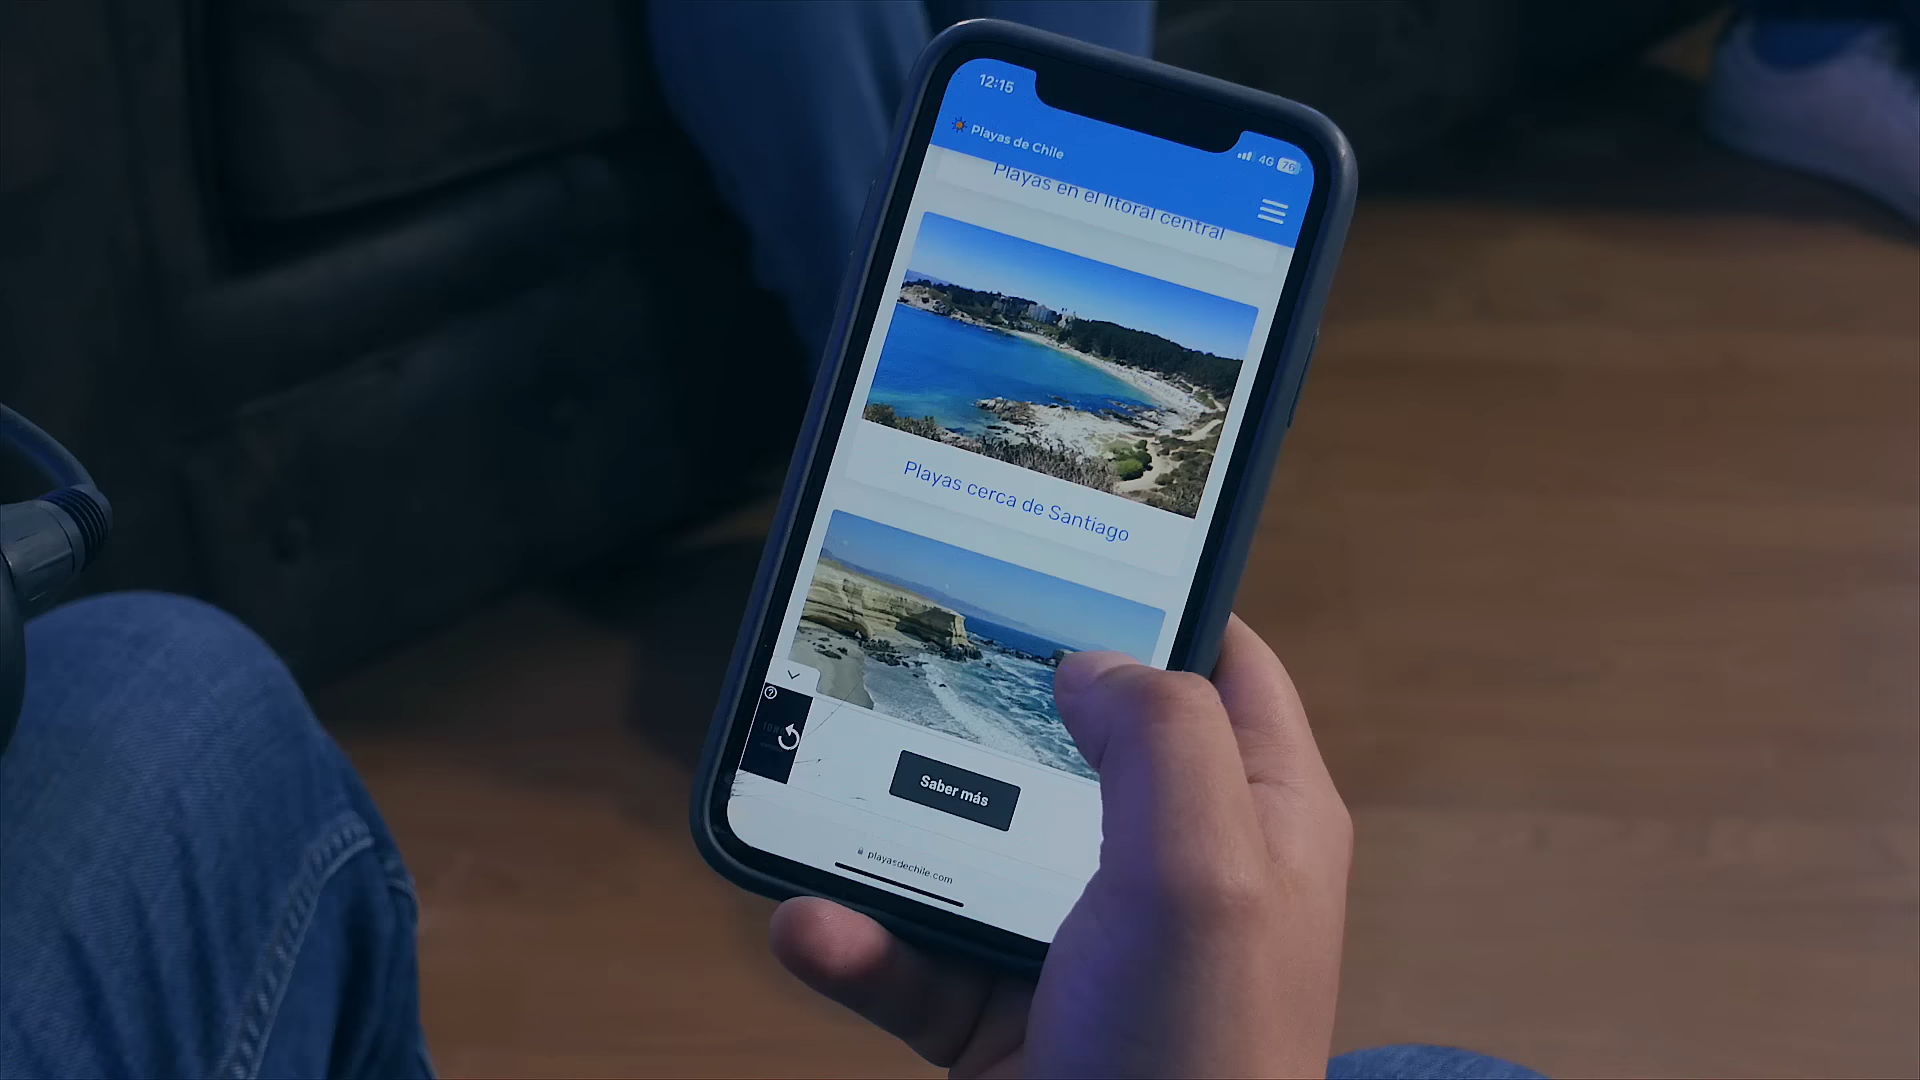 12:15
4G 76
Playas de Chile
Playas en el litoral central
Playas cerca de Santiago
Saber más
playasdechile.com